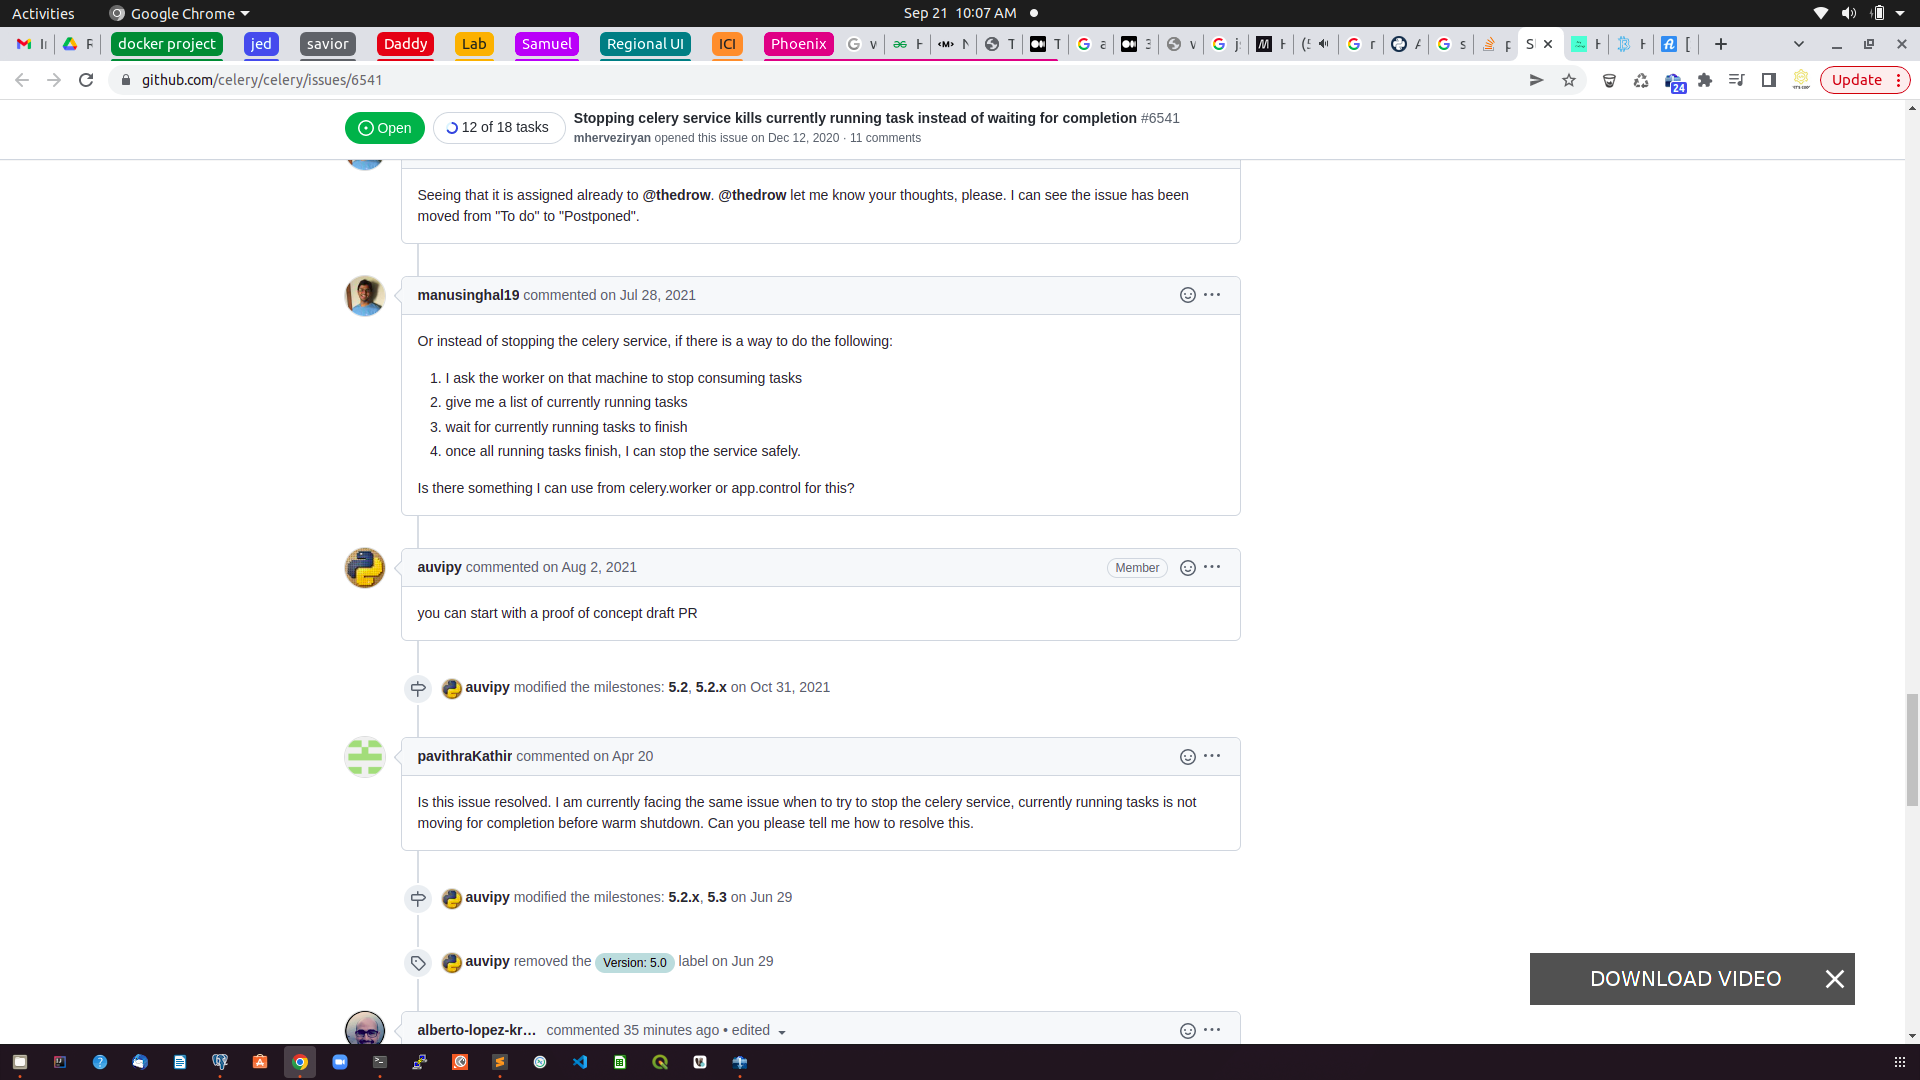 Activities
Google Chrome
Sep 21 10:07 AM
docker project
jed
savior
Daddy
Lab
Samuel
Regional UI
ICI
Phoenix
github.com/celery/celery/issues/6541
24
Update
Open
12 of 18 tasks
Stopping celery service kills currently running task instead of waiting for completion #6541
mherveziryan opened this issue on Dec 12, 2020 · 11 comments
Seeing that it is assigned already to @thedrow. @thedrow let me know your thoughts, please. I can see the issue has been
moved from "To do" to "Postponed".
manusinghal19 commented on Jul 28, 2021
Or instead of stopping the celery service, if there is a way to do the following:
1. I ask the worker on that machine to stop consuming tasks
2. give me a list of currently running tasks
3. wait for currently running tasks to finish
4. once all running tasks finish, I can stop the service safely.
Is there something I can use from celery.worker or app.control for this?
auvipy commented on Aug 2, 2021
Member
you can start with a proof of concept draft PR
auvipy modified the milestones: 5.2, 5.2.x on Oct 31, 2021
pavithraKathir commented on Apr 20
Is this issue resolved. I am currently facing the same issue when to try to stop the celery service, currently running tasks is not
moving for completion before warm shutdown. Can you please tell me how to resolve this.
auvipy modified the milestones: 5.2.x, 5.3 on Jun 29
auvipy removed the Version: 5.0 label on Jun 29
DOWNLOAD VIDEO
alberto-lopez-kr... commented 35 minutes ago • edited